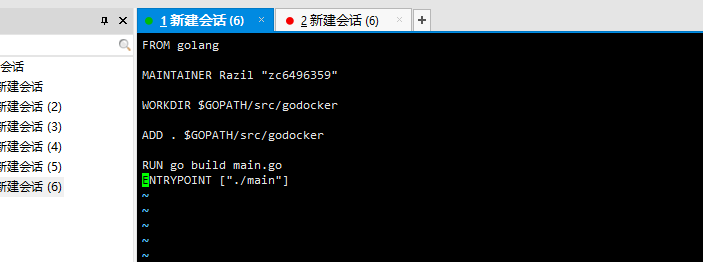 1 新建会话 (6) ×
2 新建会话 (6) ×
+
会话
新建会话
新建会话 (2)
新建会话 (3)
新建会话 (4)
新建会话 (5)
新建会话 (6)
FROM golang
MAINTAINER Razil "zc6496359"
WORKDIR $GOPATH/src/godocker
ADD . $GOPATH/src/godocker
RUN go build main.go
ENTRYPOINT ["./main"]
~
~
~
~
~